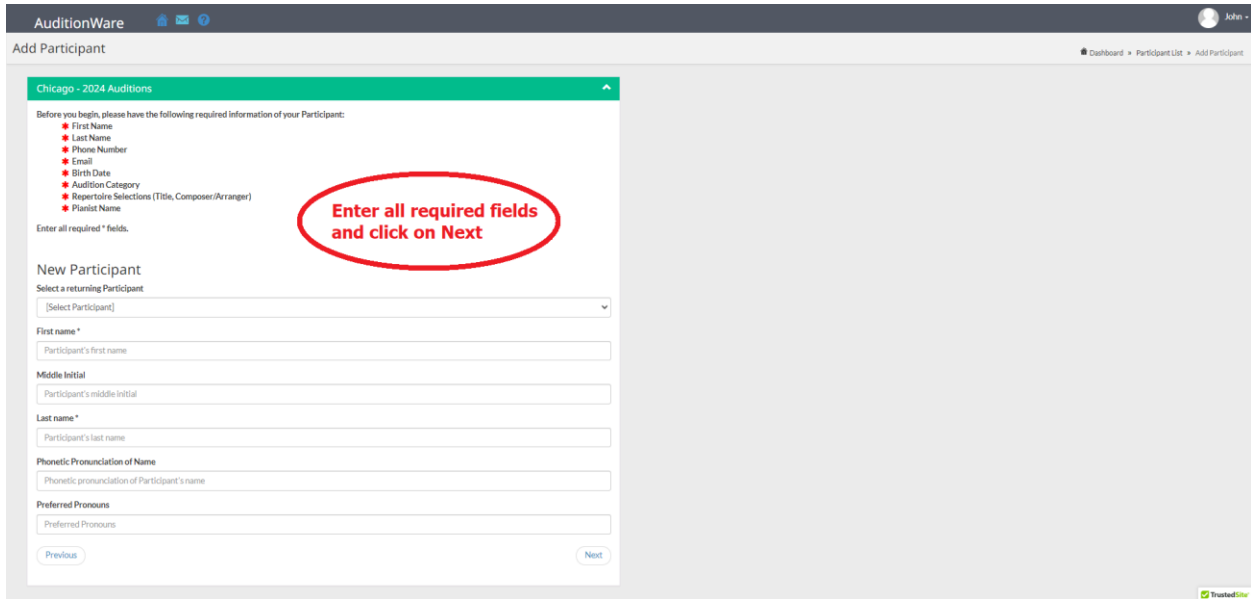 AuditionWare
John
Add Participant
Dashboard » Participant List » Add Participant
Chicago - 2024 Auditions
Before you begin, please have the following required information of your Participant:
* First Name
* Last Name
* Phone Number
* Email
* Birth Date
* Audition Category
* Repertoire Selections (Title, Composer/Arranger)
* Pianist Name
Enter all required * fields.
Enter all required fields
and click on Next
New Participant
Select a returning Participant
[Select Participant]
First name *
Participant's first name
Middle Initial
Participant's middle initial
Last name *
Participant's last name
Phonetic Pronunciation of Name
Phonetic pronunciation of Participant's name
Preferred Pronouns
Preferred Pronouns
Previous
Next
TrustedSite